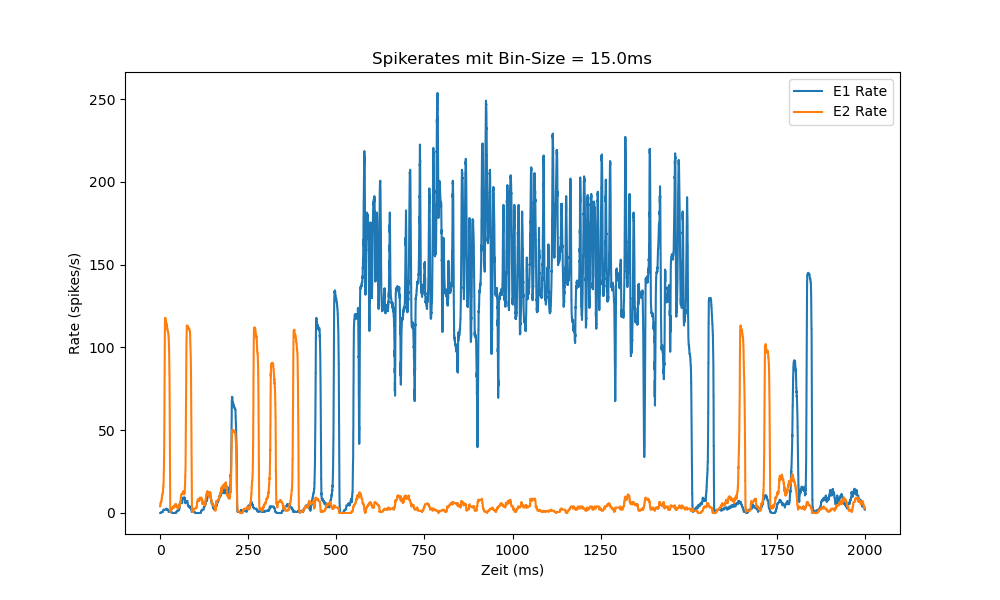 Spikerates mit Bin-Size = 15.0ms
E1 Rate
E2 Rate
250
200
150
100
50
0
Rate (spikes/s)
0 250 500 750 1000 1250 1500 1750 2000
Zeit (ms)